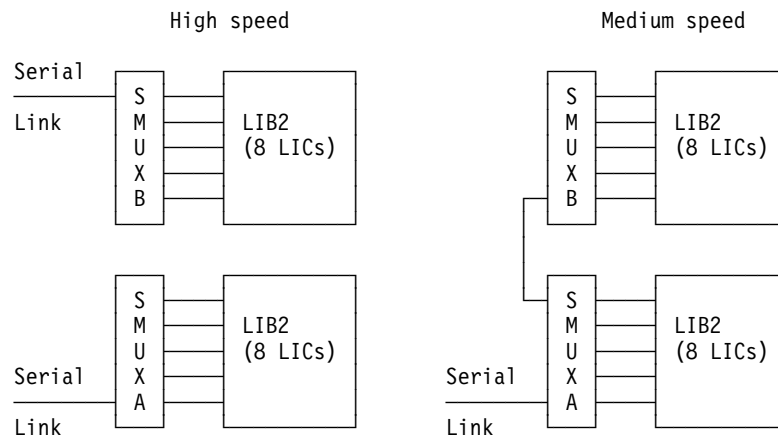 High speed
Medium speed
Serial
Link
S
M
U
X
B
LIB2
(8 LICs)
S
M
U
X
B
LIB2
(8 LICs)
S
M
U
X
A
LIB2
(8 LICs)
Serial
Link
S
M
U
X
A
LIB2
(8 LICs)
Serial
Link